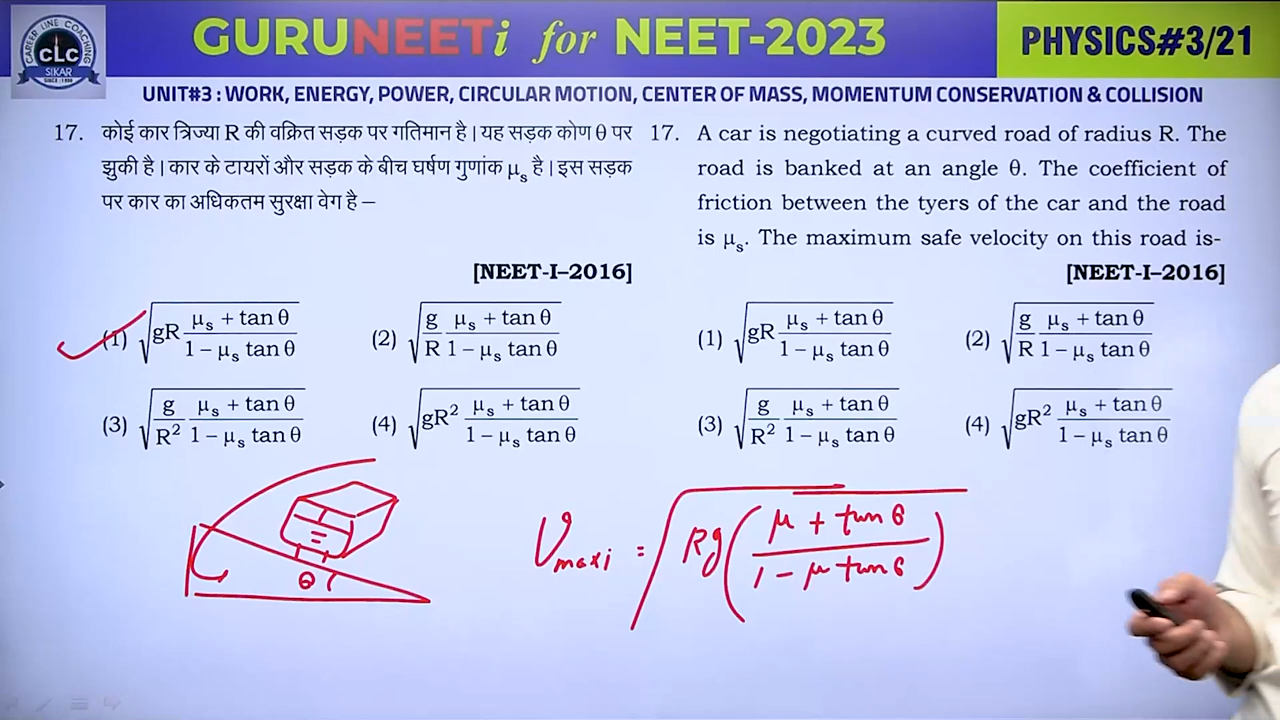 CAREER LINE COACHING
CLC
SIKAR
SINCE : 1996
GURUNEETi for NEET-2023
PHYSICS#3/21
UNIT#3 : WORK, ENERGY, POWER, CIRCULAR MOTION, CENTER OF MASS, MOMENTUM CONSERVATION & COLLISION
17. कोई कार त्रिज्या R की वक्रित सड़क पर गतिमान है। यह सड़क कोण θ पर
झुकी है। कार के टायरों और सड़क के बीच घर्षण गुणांक μs है। इस सड़क
पर कार का अधिकतम सुरक्षा वेग है –
[NEET-I–2016]
(1) √(gR (μs + tan θ)/(1 – μs tan θ)) (2) √(g/R (μs + tan θ)/(1 – μs tan θ))
(3) √(g/R² (μs + tan θ)/(1 – μs tan θ)) (4) √(gR² (μs + tan θ)/(1 – μs tan θ))
17. A car is negotiating a curved road of radius R. The
road is banked at an angle θ. The coefficient of
friction between the tyers of the car and the road
is μs. The maximum safe velocity on this road is-
[NEET-I–2016]
(1) √(gR (μs + tan θ)/(1 – μs tan θ)) (2) √(g/R (μs + tan θ)/(1 – μs tan θ))
(3) √(g/R² (μs + tan θ)/(1 – μs tan θ)) (4) √(gR² (μs + tan θ)/(1 – μs tan θ))
θ
Vmaxi = √(Rg((μ + tan θ)/(1 – μ tan θ)))